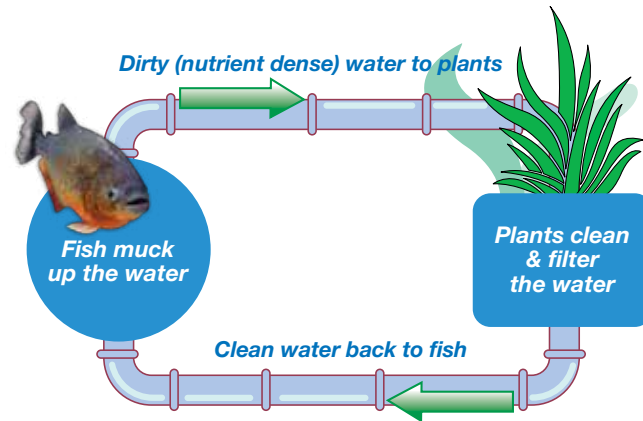 Dirty (nutrient dense) water to plants
Fish muck
up the water
Plants clean
& filter
the water
Clean water back to fish